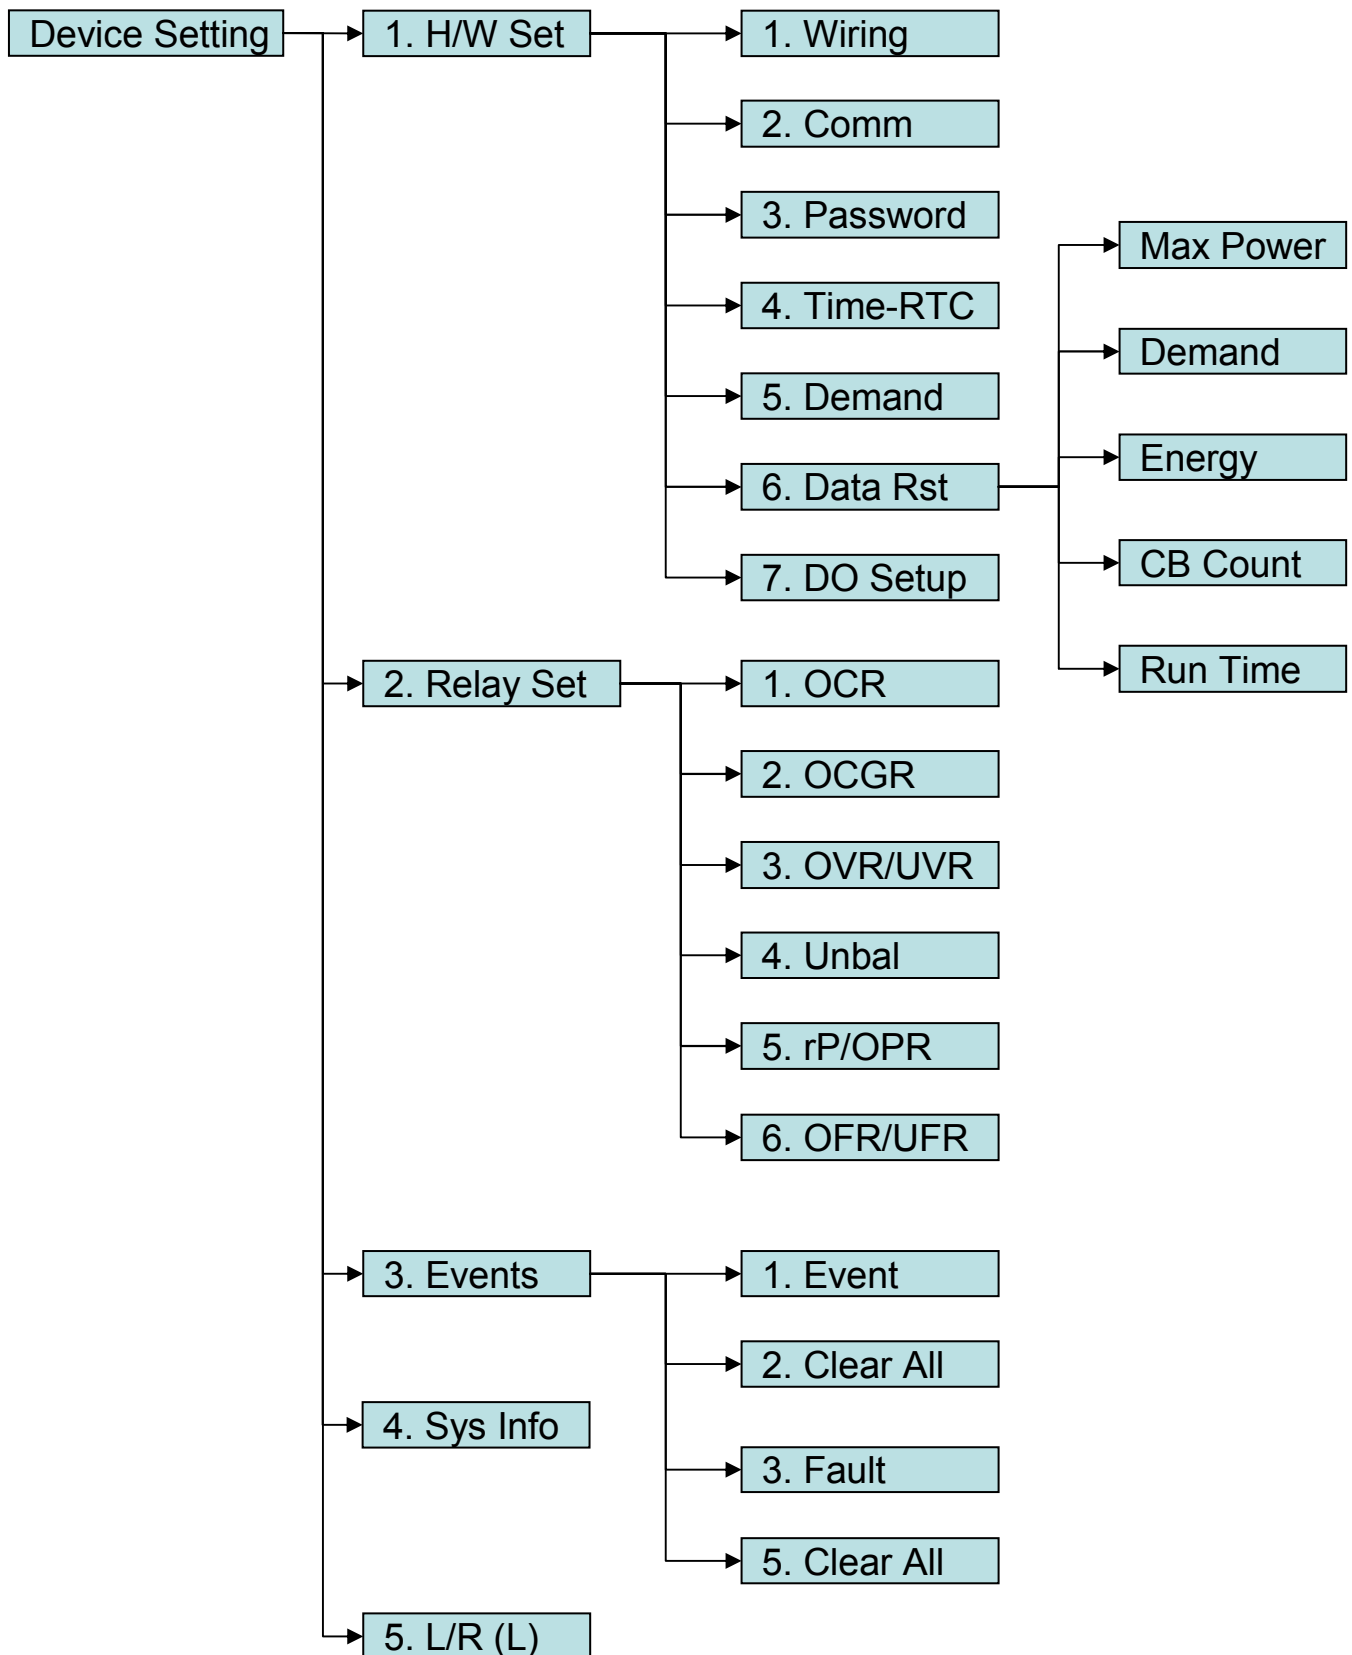 Device Setting
1. H/W Set
1. Wiring
2. Comm
3. Password
4. Time-RTC
5. Demand
6. Data Rst
Max Power
Demand
Energy
CB Count
Run Time
7. DO Setup
2. Relay Set
1. OCR
2. OCGR
3. OVR/UVR
4. Unbal
5. rP/OPR
6. OFR/UFR
3. Events
1. Event
2. Clear All
3. Fault
5. Clear All
4. Sys Info
5. L/R (L)